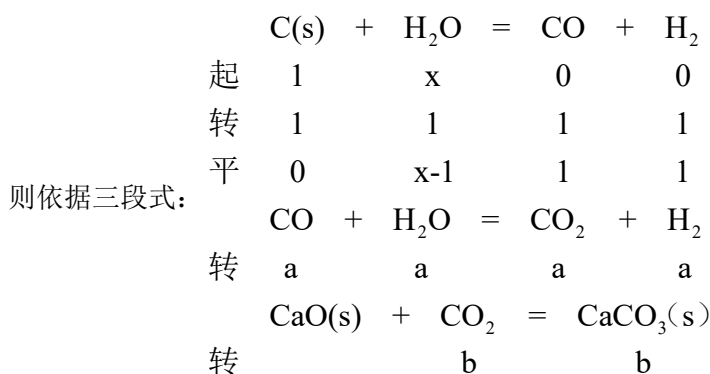 C(s) + H₂O = CO + H₂
起 1 x 0 0
转 1 1 1 1
平 0 x-1 1 1
则依据三段式：
CO + H₂O = CO₂ + H₂
转 a a a a
CaO(s) + CO₂ = CaCO₃（s）
转 b b